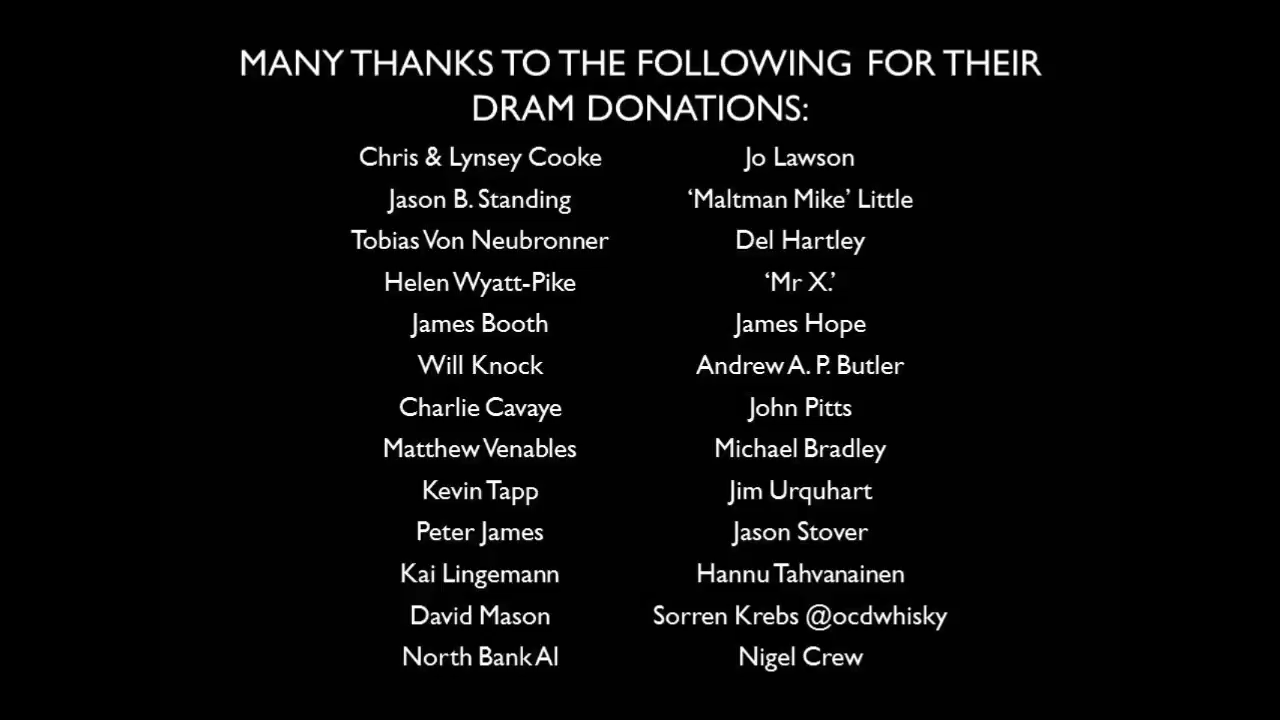 MANY THANKS TO THE FOLLOWING FOR THEIR
DRAM DONATIONS:
Chris & Lynsey Cooke
Jason B. Standing
Tobias Von Neubronner
Helen Wyatt-Pike
James Booth
Will Knock
Charlie Cavaye
Matthew Venables
Kevin Tapp
Peter James
Kai Lingemann
David Mason
North Bank Al
Jo Lawson
‘Maltman Mike’ Little
Del Hartley
‘Mr X.’
James Hope
Andrew A. P. Butler
John Pitts
Michael Bradley
Jim Urquhart
Jason Stover
Hannu Tahvanainen
Sorren Krebs @ocdwhisky
Nigel Crew